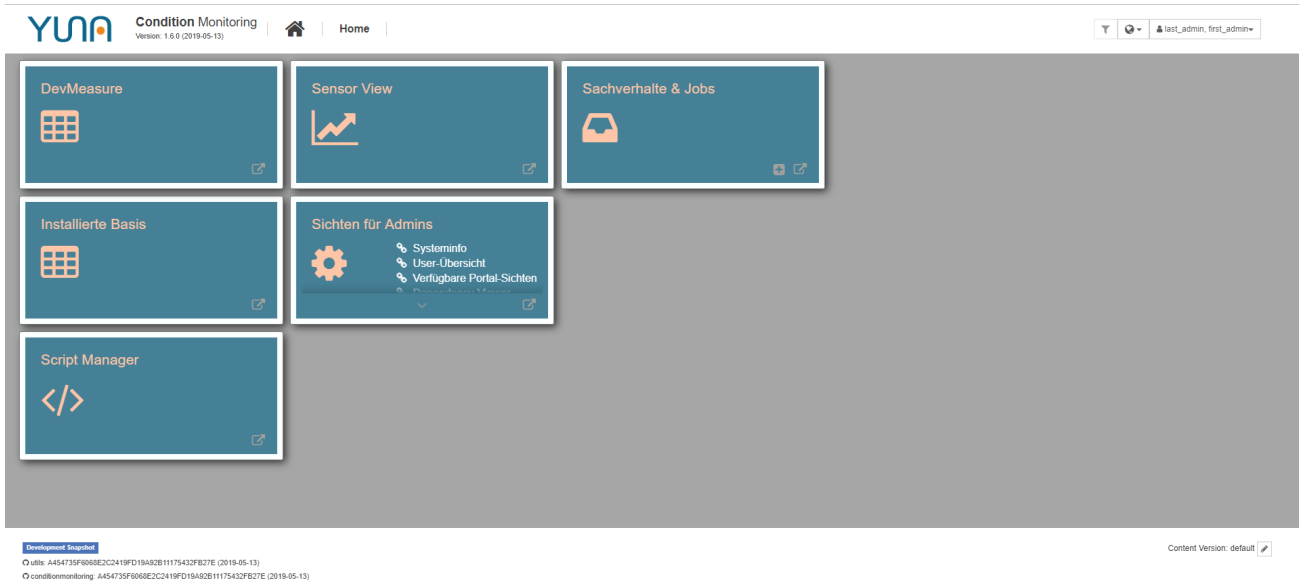 YUNA
Condition Monitoring
Version: 1.6.0 (2019-05-13)
Home
last_admin, first_admin
DevMeasure
Sensor View
Sachverhalte & Jobs
Installierte Basis
Sichten für Admins
Systeminfo
User-Übersicht
Verfügbare Portal-Sichten
Dependency Viewer
Script Manager
Development Snapshot
Content Version: default
utils: A454735F6068E2C2419FD19A92B11175432FB27E (2019-05-13)
conditionmonitoring: A454735F6068E2C2419FD19A92B11175432FB27E (2019-05-13)